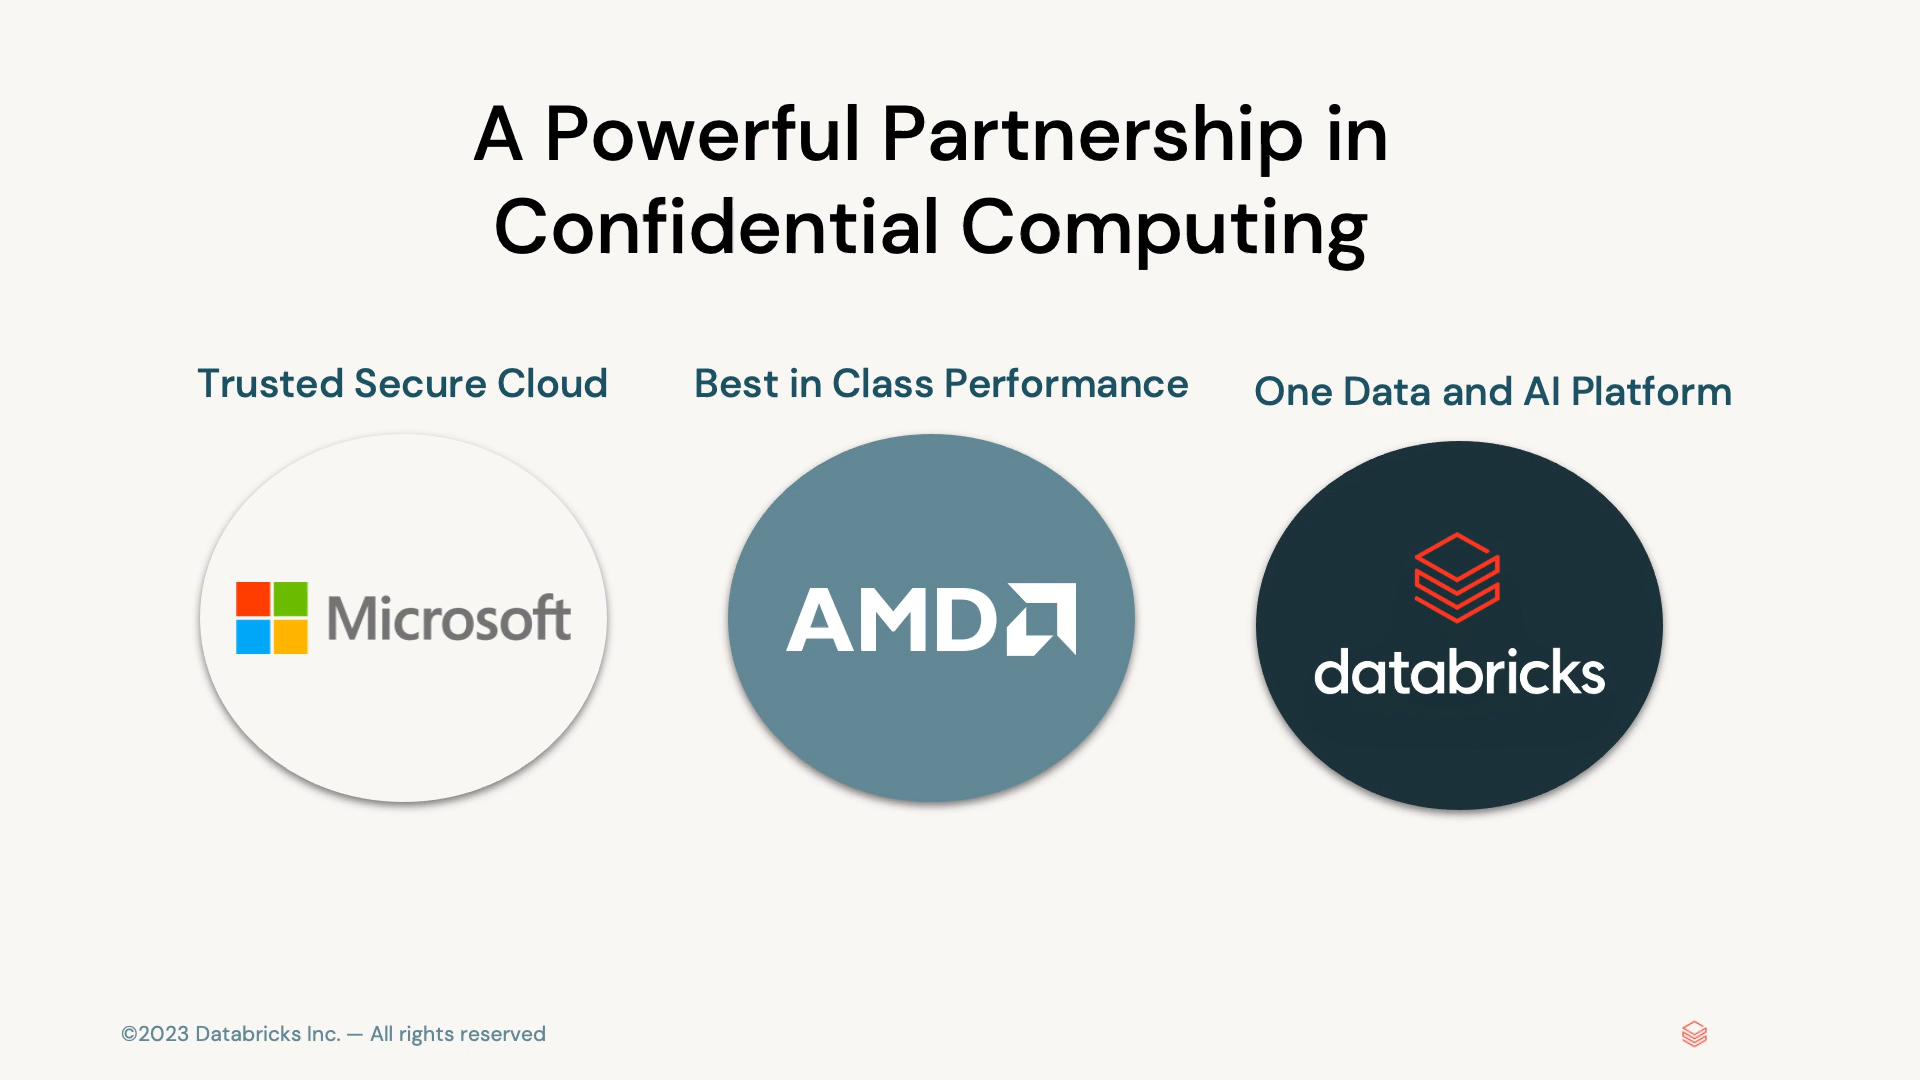 A Powerful Partnership in
Confidential Computing
Trusted Secure Cloud
Best in Class Performance
One Data and AI Platform
Microsoft
AMD
databricks
©2023 Databricks Inc. — All rights reserved